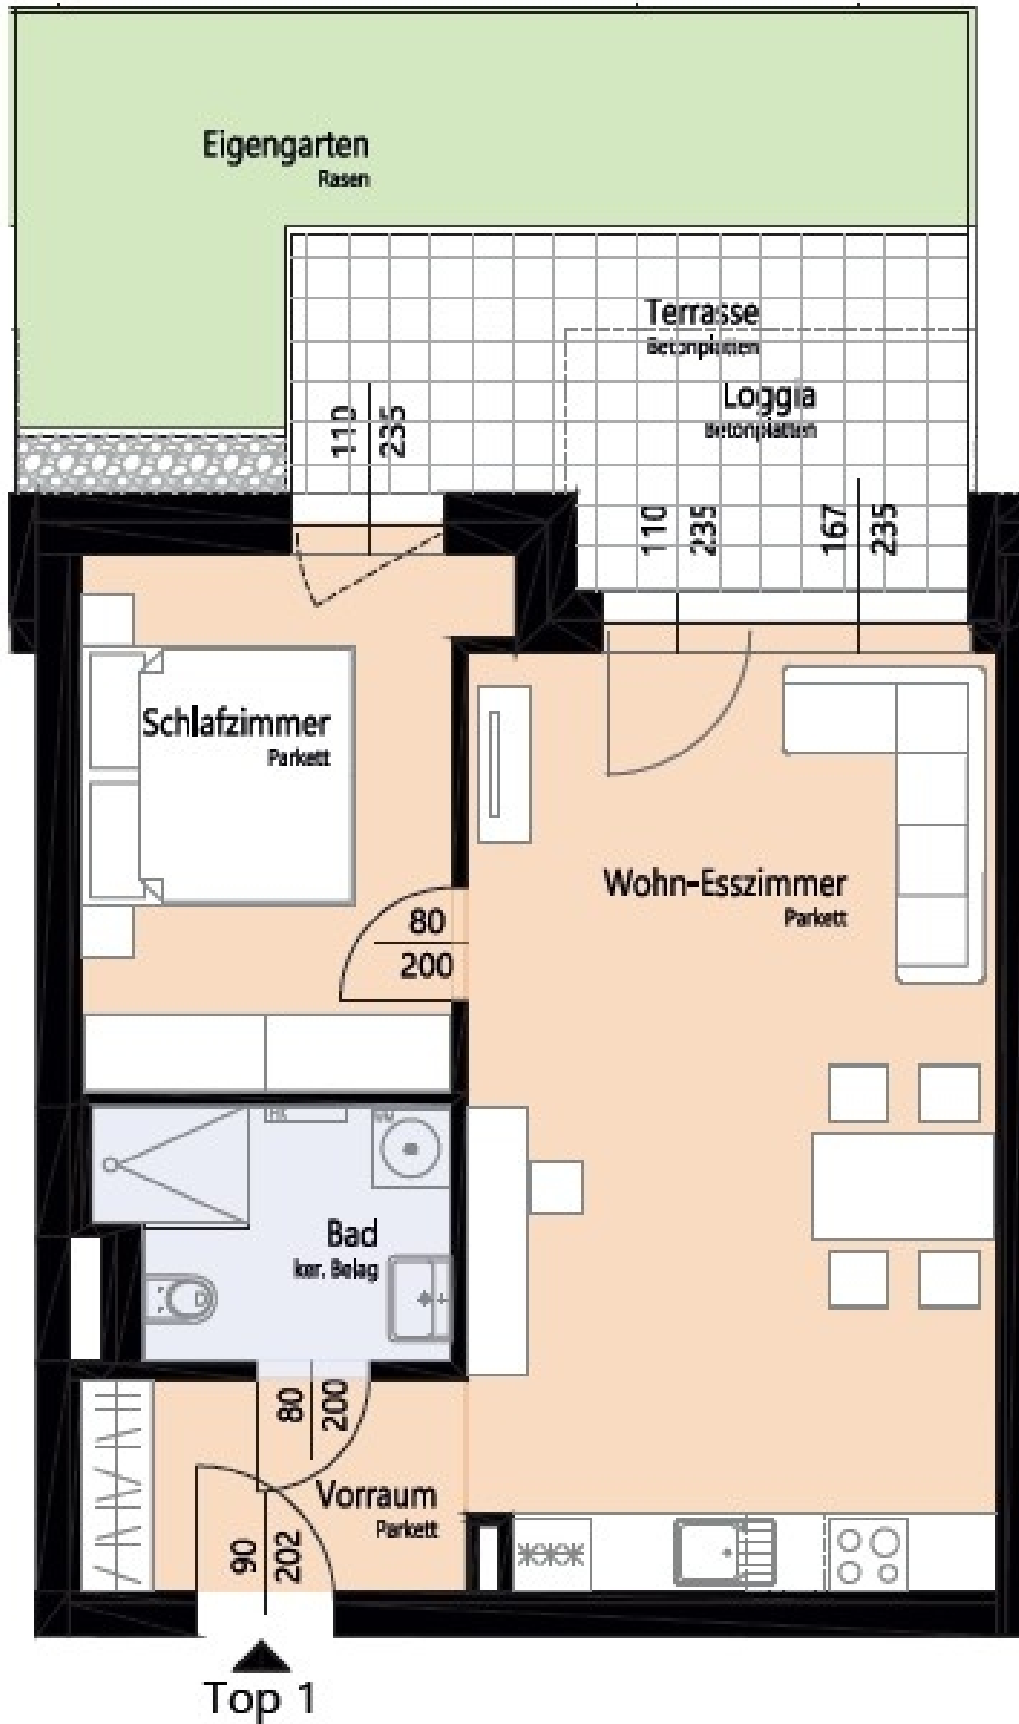 Eigengarten
Rasen
Terrasse
Betonplatten
Loggia
Betonplatten
110
235
110
235
167
235
Schlafzimmer
Parkett
Wohn-Esszimmer
Parkett
80
200
Bad
ker. Belag
80
200
Vorraum
Parkett
90
202
Top 1